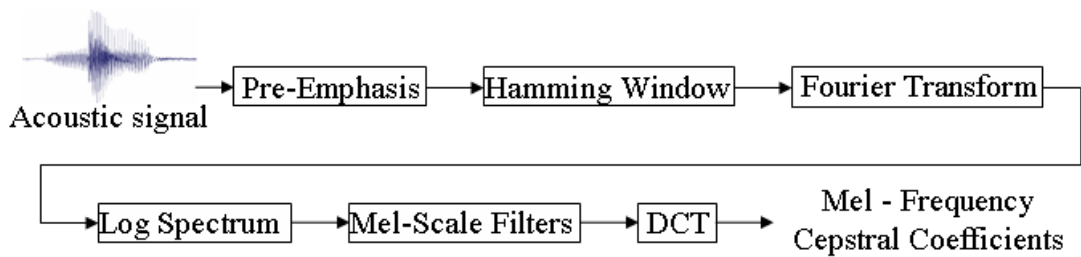 Acoustic signal
Pre-Emphasis
Hamming Window
Fourier Transform
Log Spectrum
Mel-Scale Filters
DCT
Mel - Frequency
Cepstral Coefficients